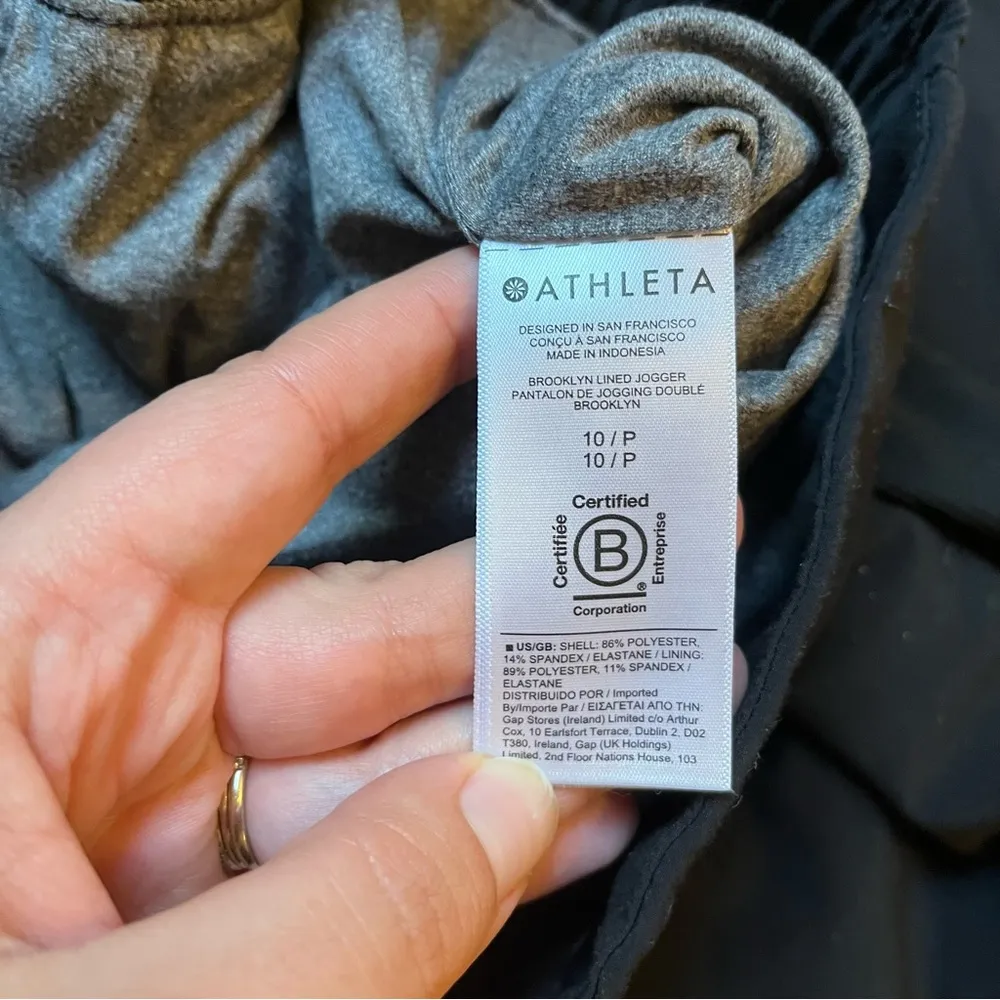 ATHLETA
DESIGNED IN SAN FRANCISCO
CONÇU À SAN FRANCISCO
MADE IN INDONESIA
BROOKLYN LINED JOGGER
PANTALON DE JOGGING DOUBLÉ
BROOKLYN
10 / P
10 / P
Certified
Certifiée
B
Entreprise
®
Corporation
■ US/GB: SHELL: 86% POLYESTER,
14% SPANDEX / ELASTANE / LINING:
89% POLYESTER, 11% SPANDEX /
ELASTANE
DISTRIBUIDO POR / Imported
By/Importe Par / ΕΙΣΑΓΕΤΑΙ ΑΠΟ ΤΗΝ:
Gap Stores (Ireland) Limited c/o Arthur
Cox, 10 Earlsfort Terrace, Dublin 2, D02
T380, Ireland, Gap (UK Holdings)
Limited, 2nd Floor Nations House, 103